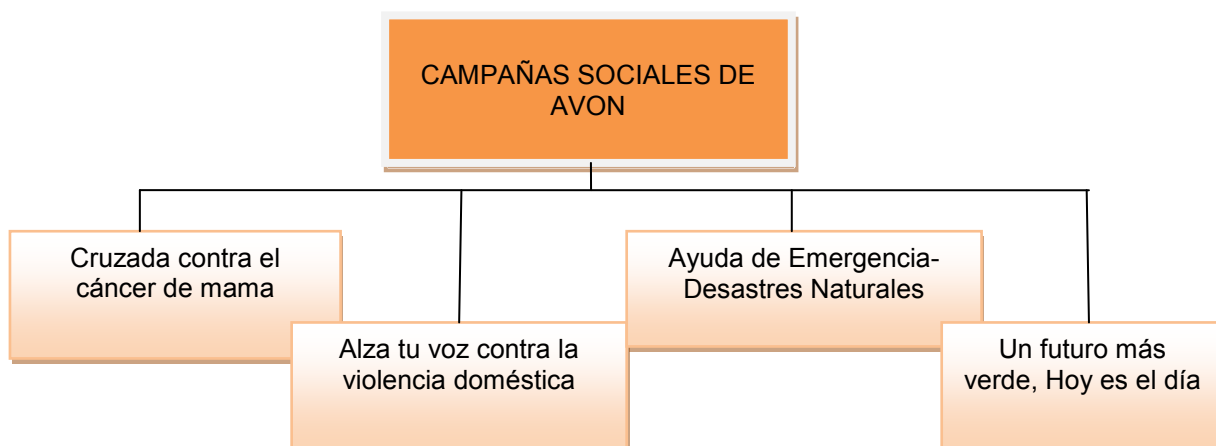 CAMPAÑAS SOCIALES DE
AVON
Cruzada contra el
cáncer de mama
Alza tu voz contra la
violencia doméstica
Ayuda de Emergencia-
Desastres Naturales
Un futuro más
verde, Hoy es el día